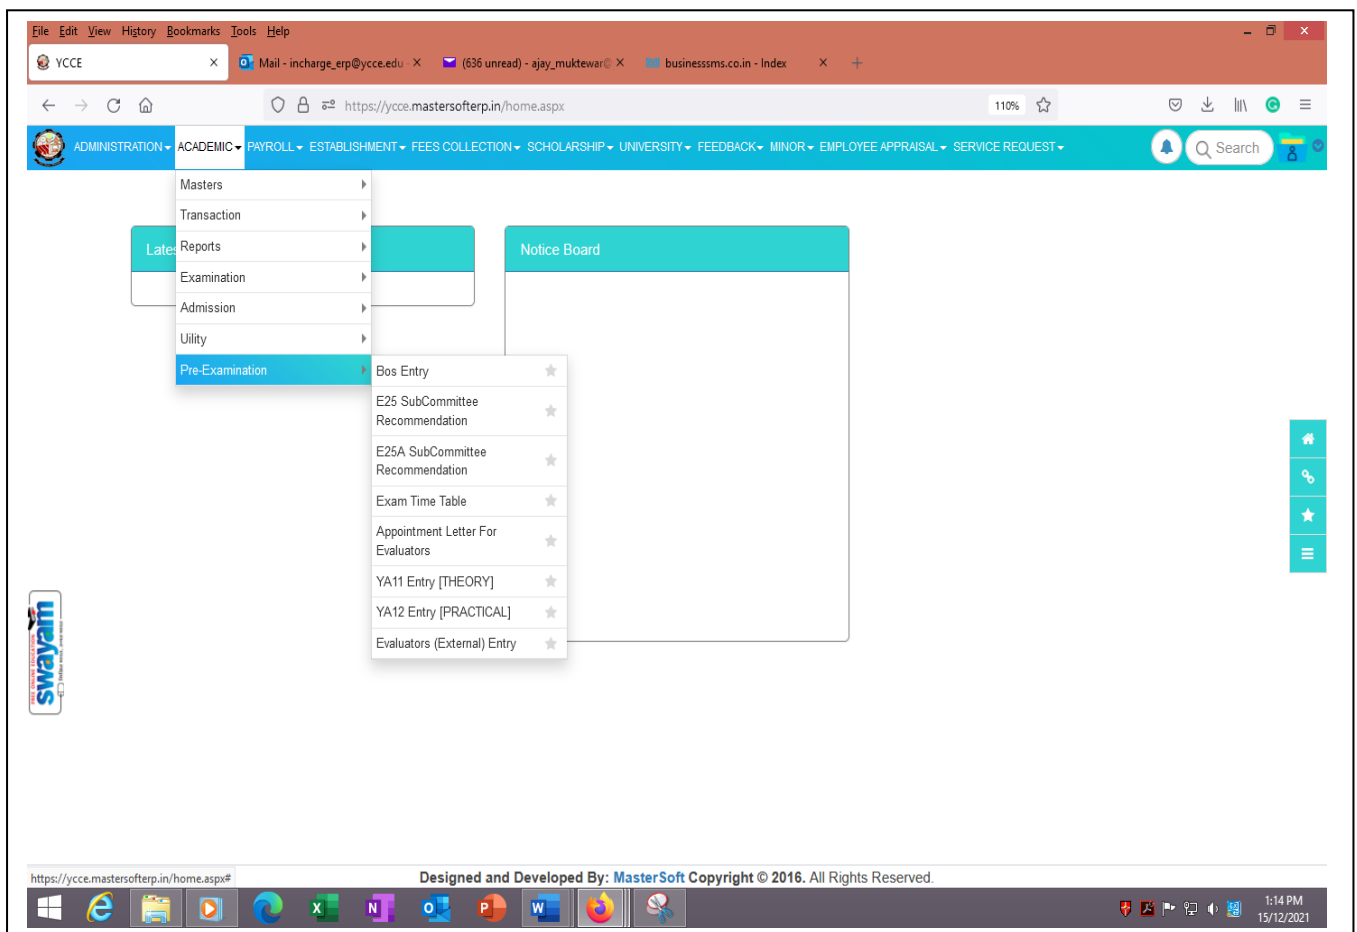 File Edit View History Bookmarks Tools Help
YCCE
Mail - incharge_erp@ycce.edu -
(636 unread) - ajay_muktewar@
businesssms.co.in - Index
https://ycce.mastersofterp.in/home.aspx
110%
ADMINISTRATION ACADEMIC PAYROLL ESTABLISHMENT FEES COLLECTION SCHOLARSHIP UNIVERSITY FEEDBACK MINOR EMPLOYEE APPRAISAL SERVICE REQUEST
Search
Masters
Transaction
Reports
Examination
Admission
Uility
Pre-Examination
Late
Notice Board
Bos Entry
E25 SubCommittee
Recommendation
E25A SubCommittee
Recommendation
Exam Time Table
Appointment Letter For
Evaluators
YA11 Entry [THEORY]
YA12 Entry [PRACTICAL]
Evaluators (External) Entry
swayam
FREE ONLINE EDUCATION
https://ycce.mastersofterp.in/home.aspx#
Designed and Developed By: MasterSoft Copyright © 2016. All Rights Reserved.
1:14 PM
15/12/2021